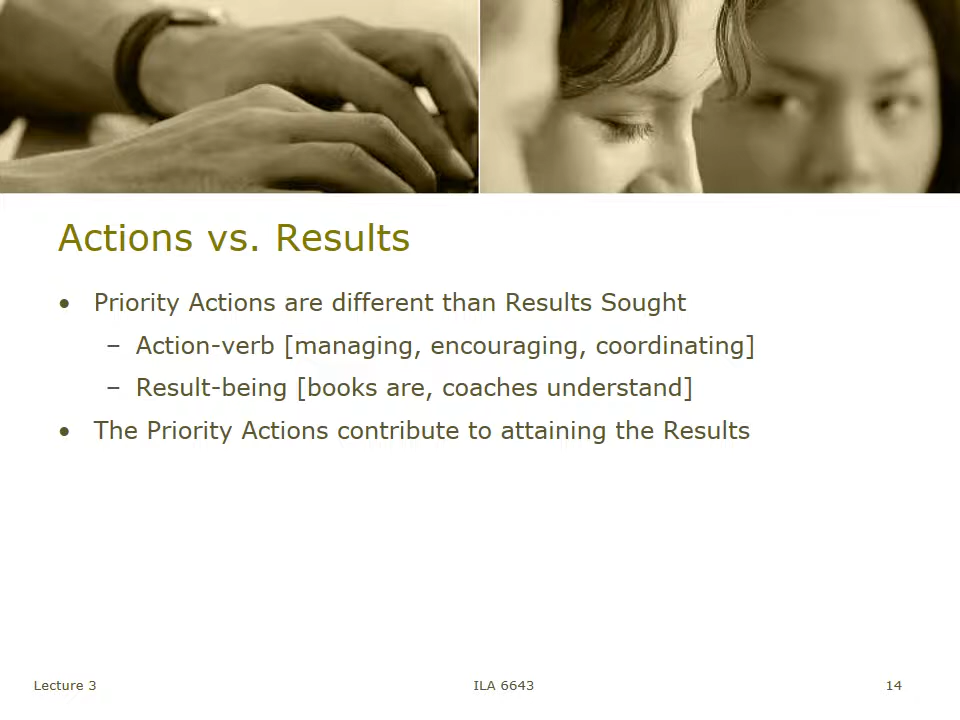 Actions vs. Results
• Priority Actions are different than Results Sought
– Action-verb [managing, encouraging, coordinating]
– Result-being [books are, coaches understand]
• The Priority Actions contribute to attaining the Results
Lecture 3 ILA 6643 14